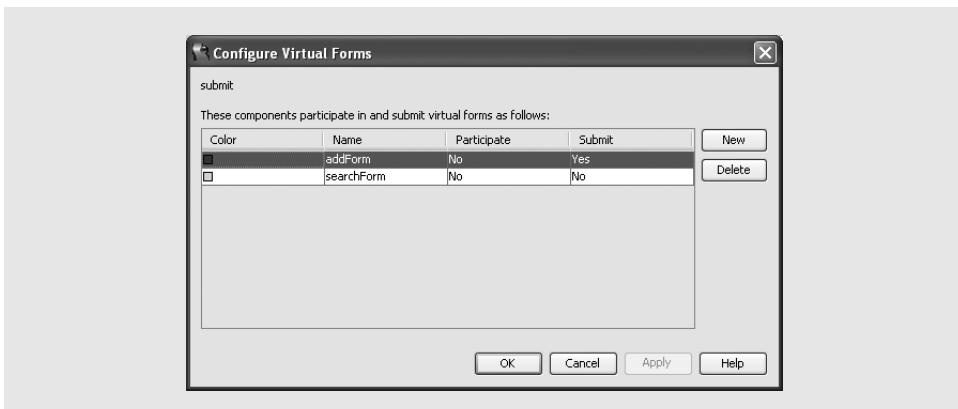 Configure Virtual Forms
submit
These components participate in and submit virtual forms as follows:
Color Name Participate Submit
addForm No Yes
searchForm No No
New
Delete
OK Cancel Apply Help